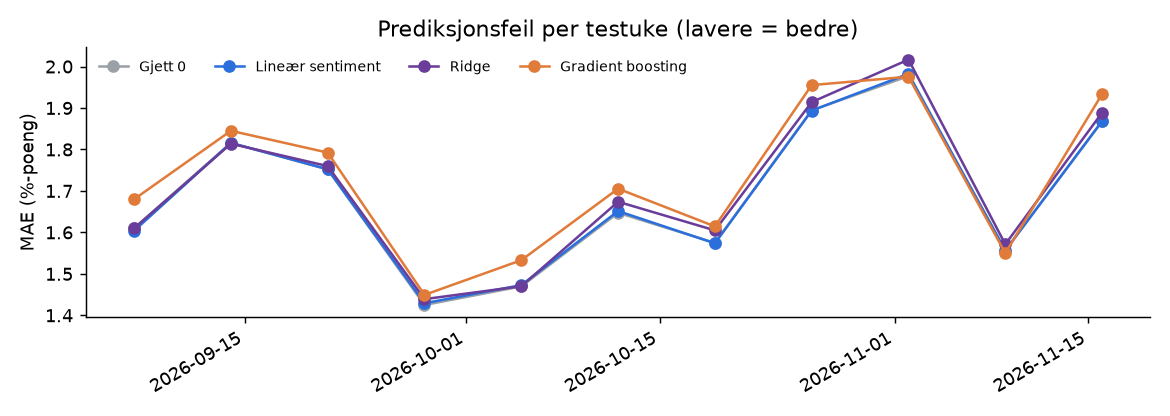 Prediksjonsfeil per testuke (lavere = bedre)
Gjett 0
Lineær sentiment
Ridge
Gradient boosting
MAE (%-poeng)
2.0
1.9
1.8
1.7
1.6
1.5
1.4
2026-09-15
2026-10-01
2026-10-15
2026-11-01
2026-11-15